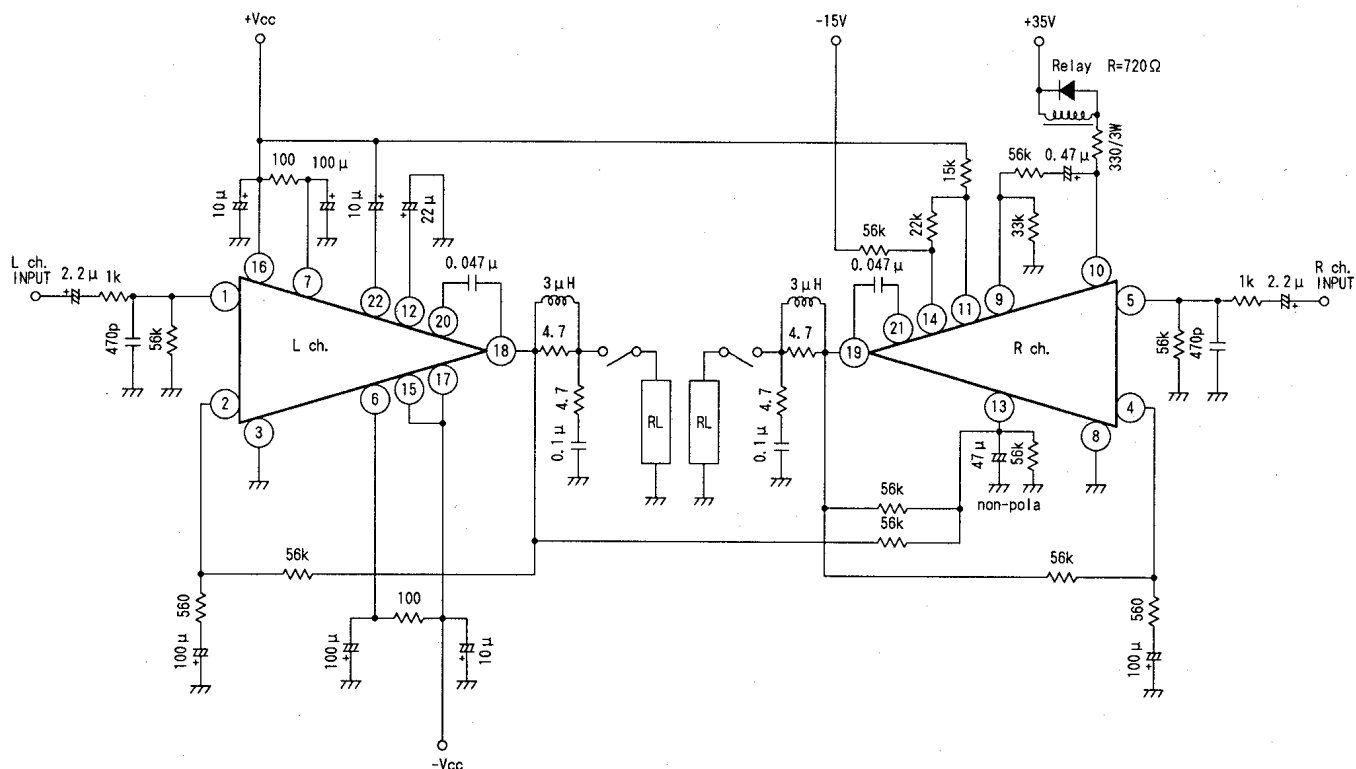 +Vcc
-15V
+35V
Relay R=720Ω
330/3W
56k 0.47μ
100 100μ
10μ
10μ
22μ
15k
22k
33k
56k
0.047μ
0.047μ
L ch.
INPUT
2.2μ 1k
470p
56k
16
7
22
12
20
1
L ch.
18
2
3
6
15
17
3μH
4.7
4.7
0.1μ
RL
RL
3μH
4.7
4.7
0.1μ
19
21
14
11
9
10
5
R ch.
13
4
8
1k 2.2μ
R ch.
INPUT
56k
470p
47μ
56k
non-pola
56k
56k
56k
56k
560
100μ
100
100μ
10μ
560
100μ
-Vcc